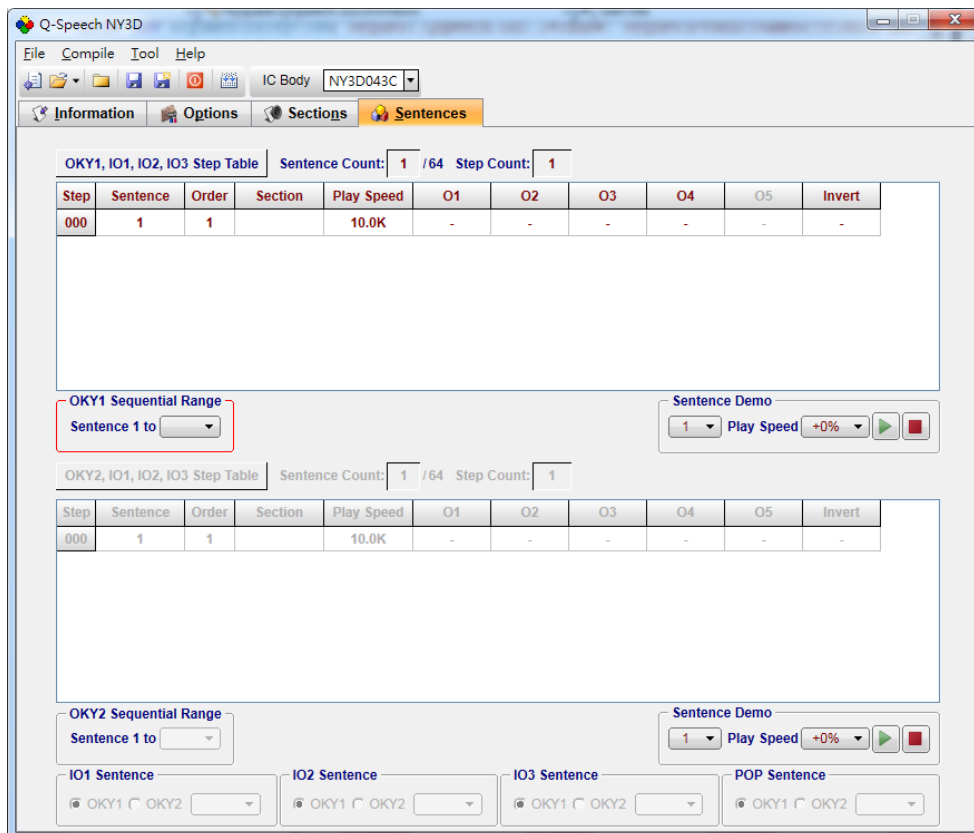 Q-Speech NY3D
File Compile Tool Help
IC Body NY3D043C
Information Options Sections Sentences
OKY1, IO1, IO2, IO3 Step Table Sentence Count: 1 / 64 Step Count: 1
Step Sentence Order Section Play Speed O1 O2 O3 O4 O5 Invert
000 1 1 10.0K - - - - - -
OKY1 Sequential Range Sentence Demo
Sentence 1 to 1 Play Speed +0%
OKY2, IO1, IO2, IO3 Step Table Sentence Count: 1 / 64 Step Count: 1
Step Sentence Order Section Play Speed O1 O2 O3 O4 O5 Invert
000 1 1 10.0K - - - - - -
OKY2 Sequential Range Sentence Demo
Sentence 1 to 1 Play Speed +0%
IO1 Sentence IO2 Sentence IO3 Sentence POP Sentence
OKY1 OKY2 OKY1 OKY2 OKY1 OKY2 OKY1 OKY2